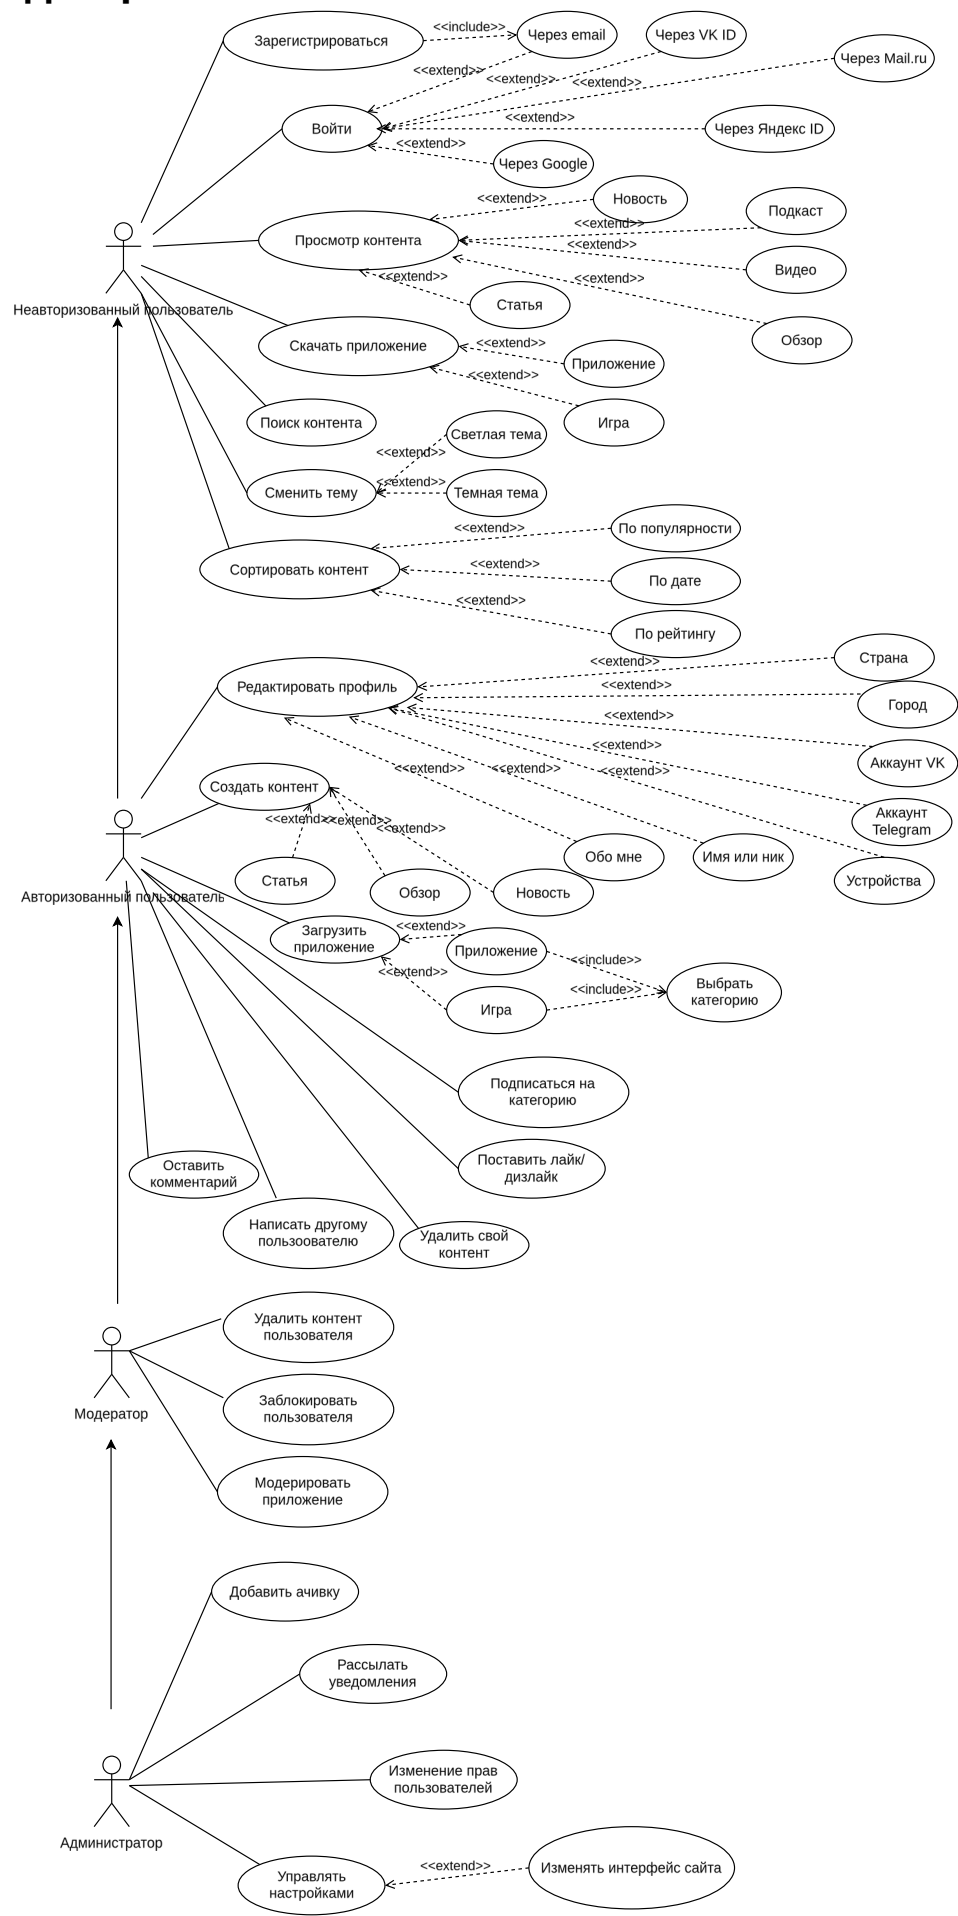 Зарегистрироваться
<<include>>
Через email
Через VK ID
Через Mail.ru
<<extend>>
<<extend>>
<<extend>>
Войти
<<extend>>
Через Яндекс ID
<<extend>>
Через Google
<<extend>>
Новость
Просмотр контента
<<extend>>
Подкаст
<<extend>>
Видео
<<extend>>
<<extend>>
Статья
Обзор
Неавторизованный пользователь
Скачать приложение
<<extend>>
Приложение
<<extend>>
Игра
Поиск контента
Светлая тема
<<extend>>
Сменить тему
<<extend>>
Темная тема
<<extend>>
По популярности
Сортировать контент
<<extend>>
По дате
<<extend>>
По рейтингу
Редактировать профиль
<<extend>>
Страна
<<extend>>
Город
<<extend>>
Аккаунт VK
<<extend>>
<<extend>>
<<extend>>
<<extend>>
Аккаунт
Telegram
Создать контент
<<extend>>
<<extend>>
<<extend>>
Обо мне
Имя или ник
Устройства
Статья
Обзор
Новость
Авторизованный пользователь
Загрузить
приложение
<<extend>>
Приложение
<<include>>
<<extend>>
Игра
<<include>>
Выбрать
категорию
Подписаться на
категорию
Поставить лайк/
дизлайк
Оставить
комментарий
Написать другому
пользоователю
Удалить свой
контент
Удалить контент
пользователя
Модератор
Заблокировать
пользователя
Модерировать
приложение
Добавить ачивку
Рассылать
уведомления
Изменение прав
пользователей
Администратор
Управлять
настройками
<<extend>>
Изменять интерфейс сайта